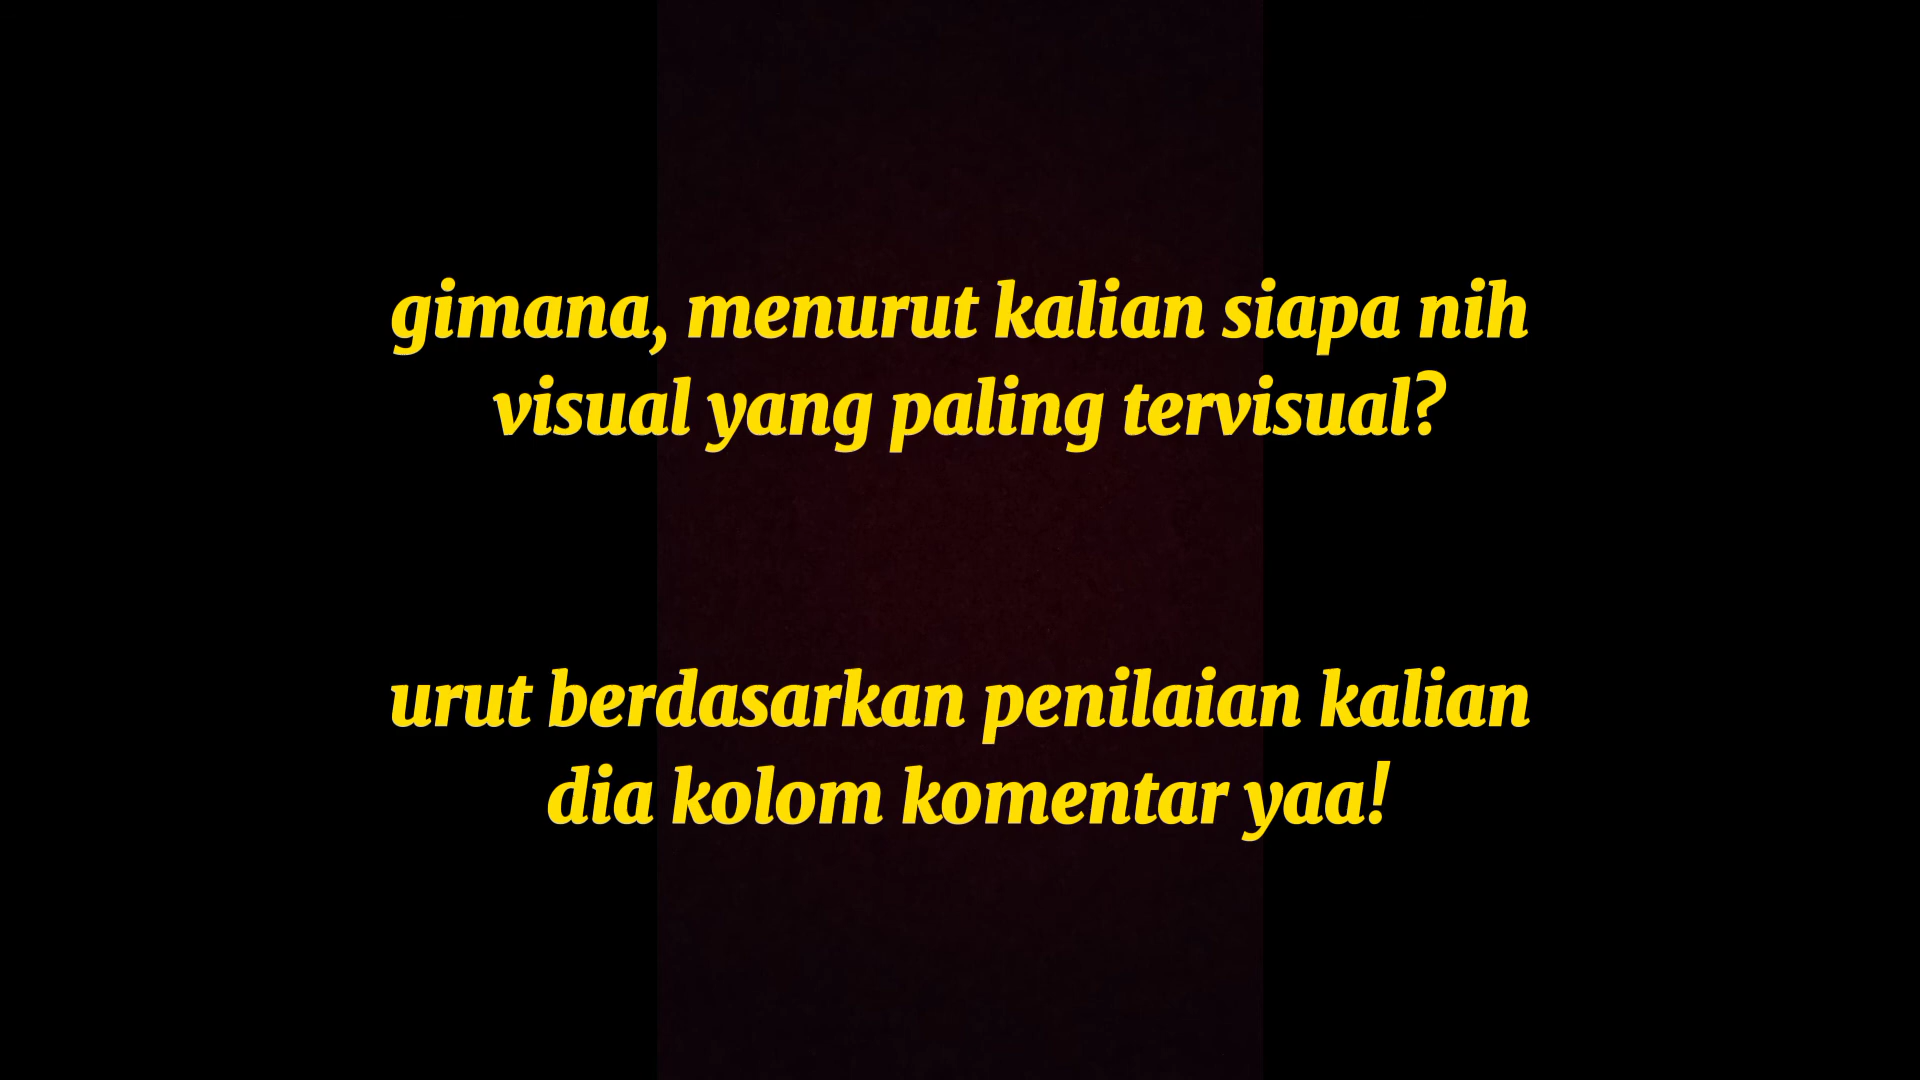 gimana, menurut kalian siapa nih
visual yang paling tervisual?
urut berdasarkan penilaian kalian
dia kolom komentar yaa!